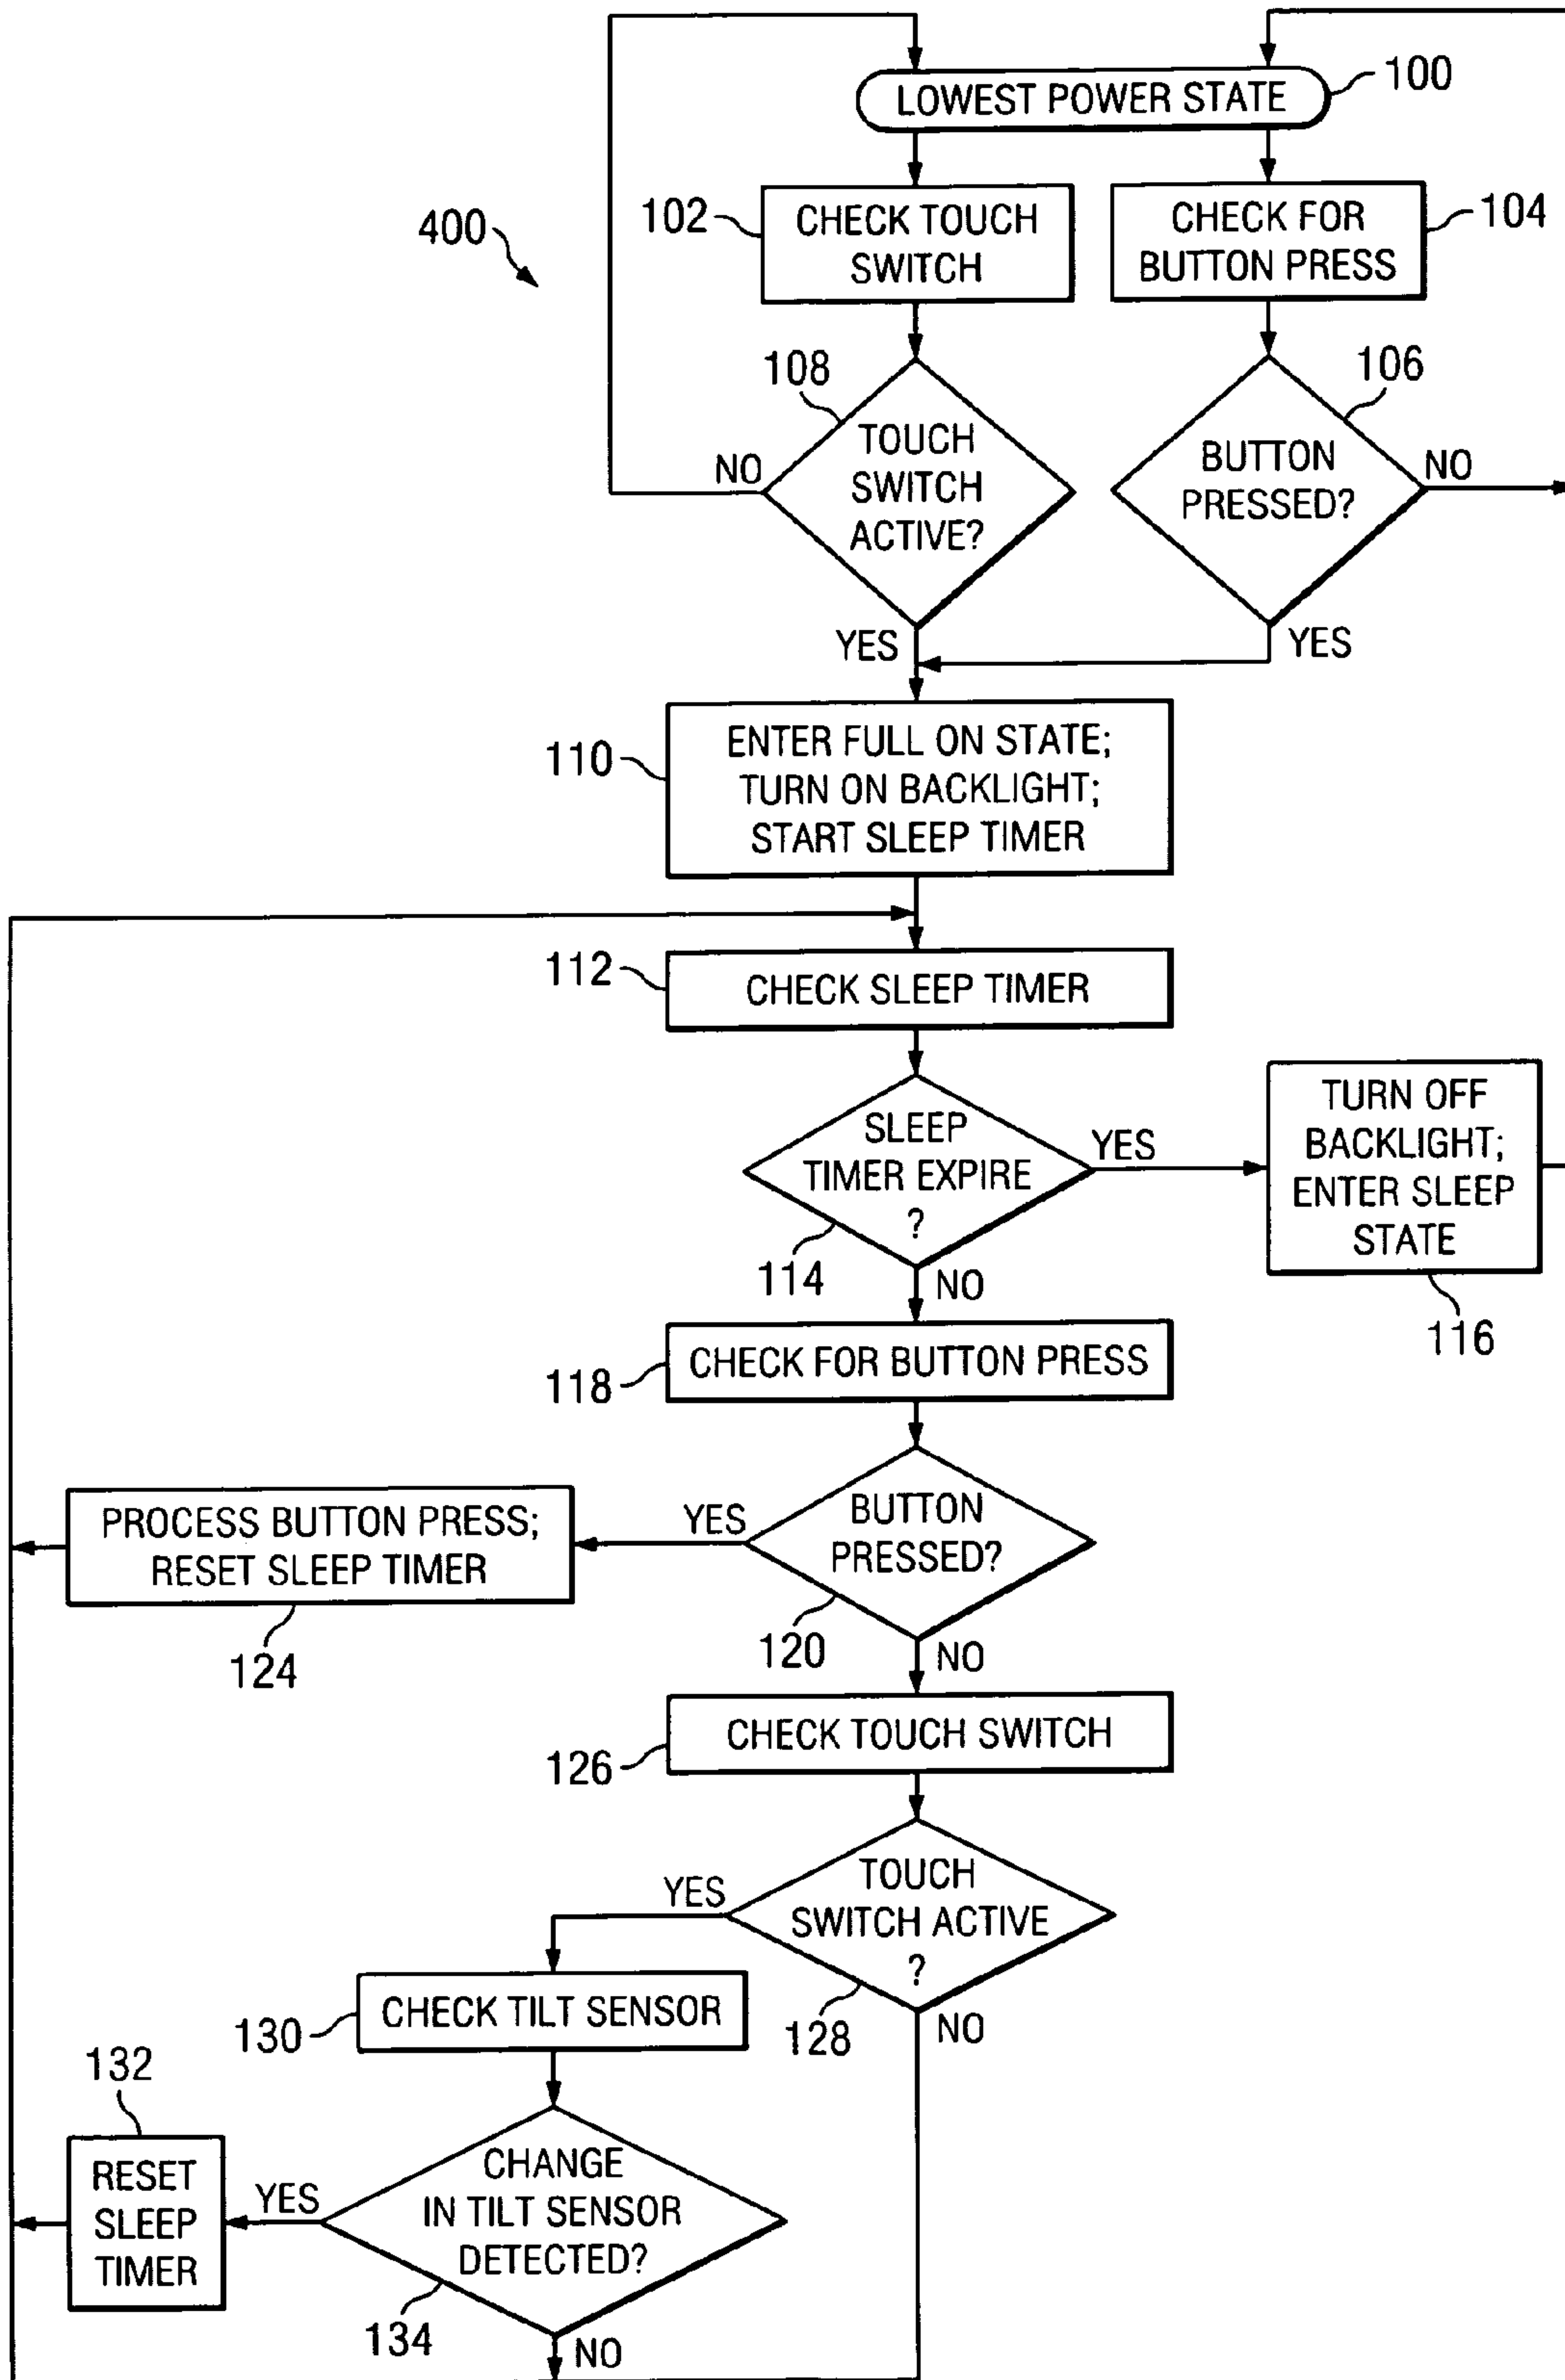 LOWEST POWER STATE
100
400
102
CHECK TOUCH
SWITCH
CHECK FOR
BUTTON PRESS
104
108
TOUCH
SWITCH
ACTIVE?
NO
YES
106
BUTTON
PRESSED?
NO
YES
110
ENTER FULL ON STATE;
TURN ON BACKLIGHT;
START SLEEP TIMER
112
CHECK SLEEP TIMER
SLEEP
TIMER EXPIRE
?
114
YES
NO
TURN OFF
BACKLIGHT;
ENTER SLEEP
STATE
116
118
CHECK FOR BUTTON PRESS
BUTTON
PRESSED?
120
YES
NO
PROCESS BUTTON PRESS;
RESET SLEEP TIMER
124
126
CHECK TOUCH SWITCH
TOUCH
SWITCH ACTIVE
?
128
YES
NO
130
CHECK TILT SENSOR
132
RESET
SLEEP
TIMER
YES
CHANGE
IN TILT SENSOR
DETECTED?
134
NO